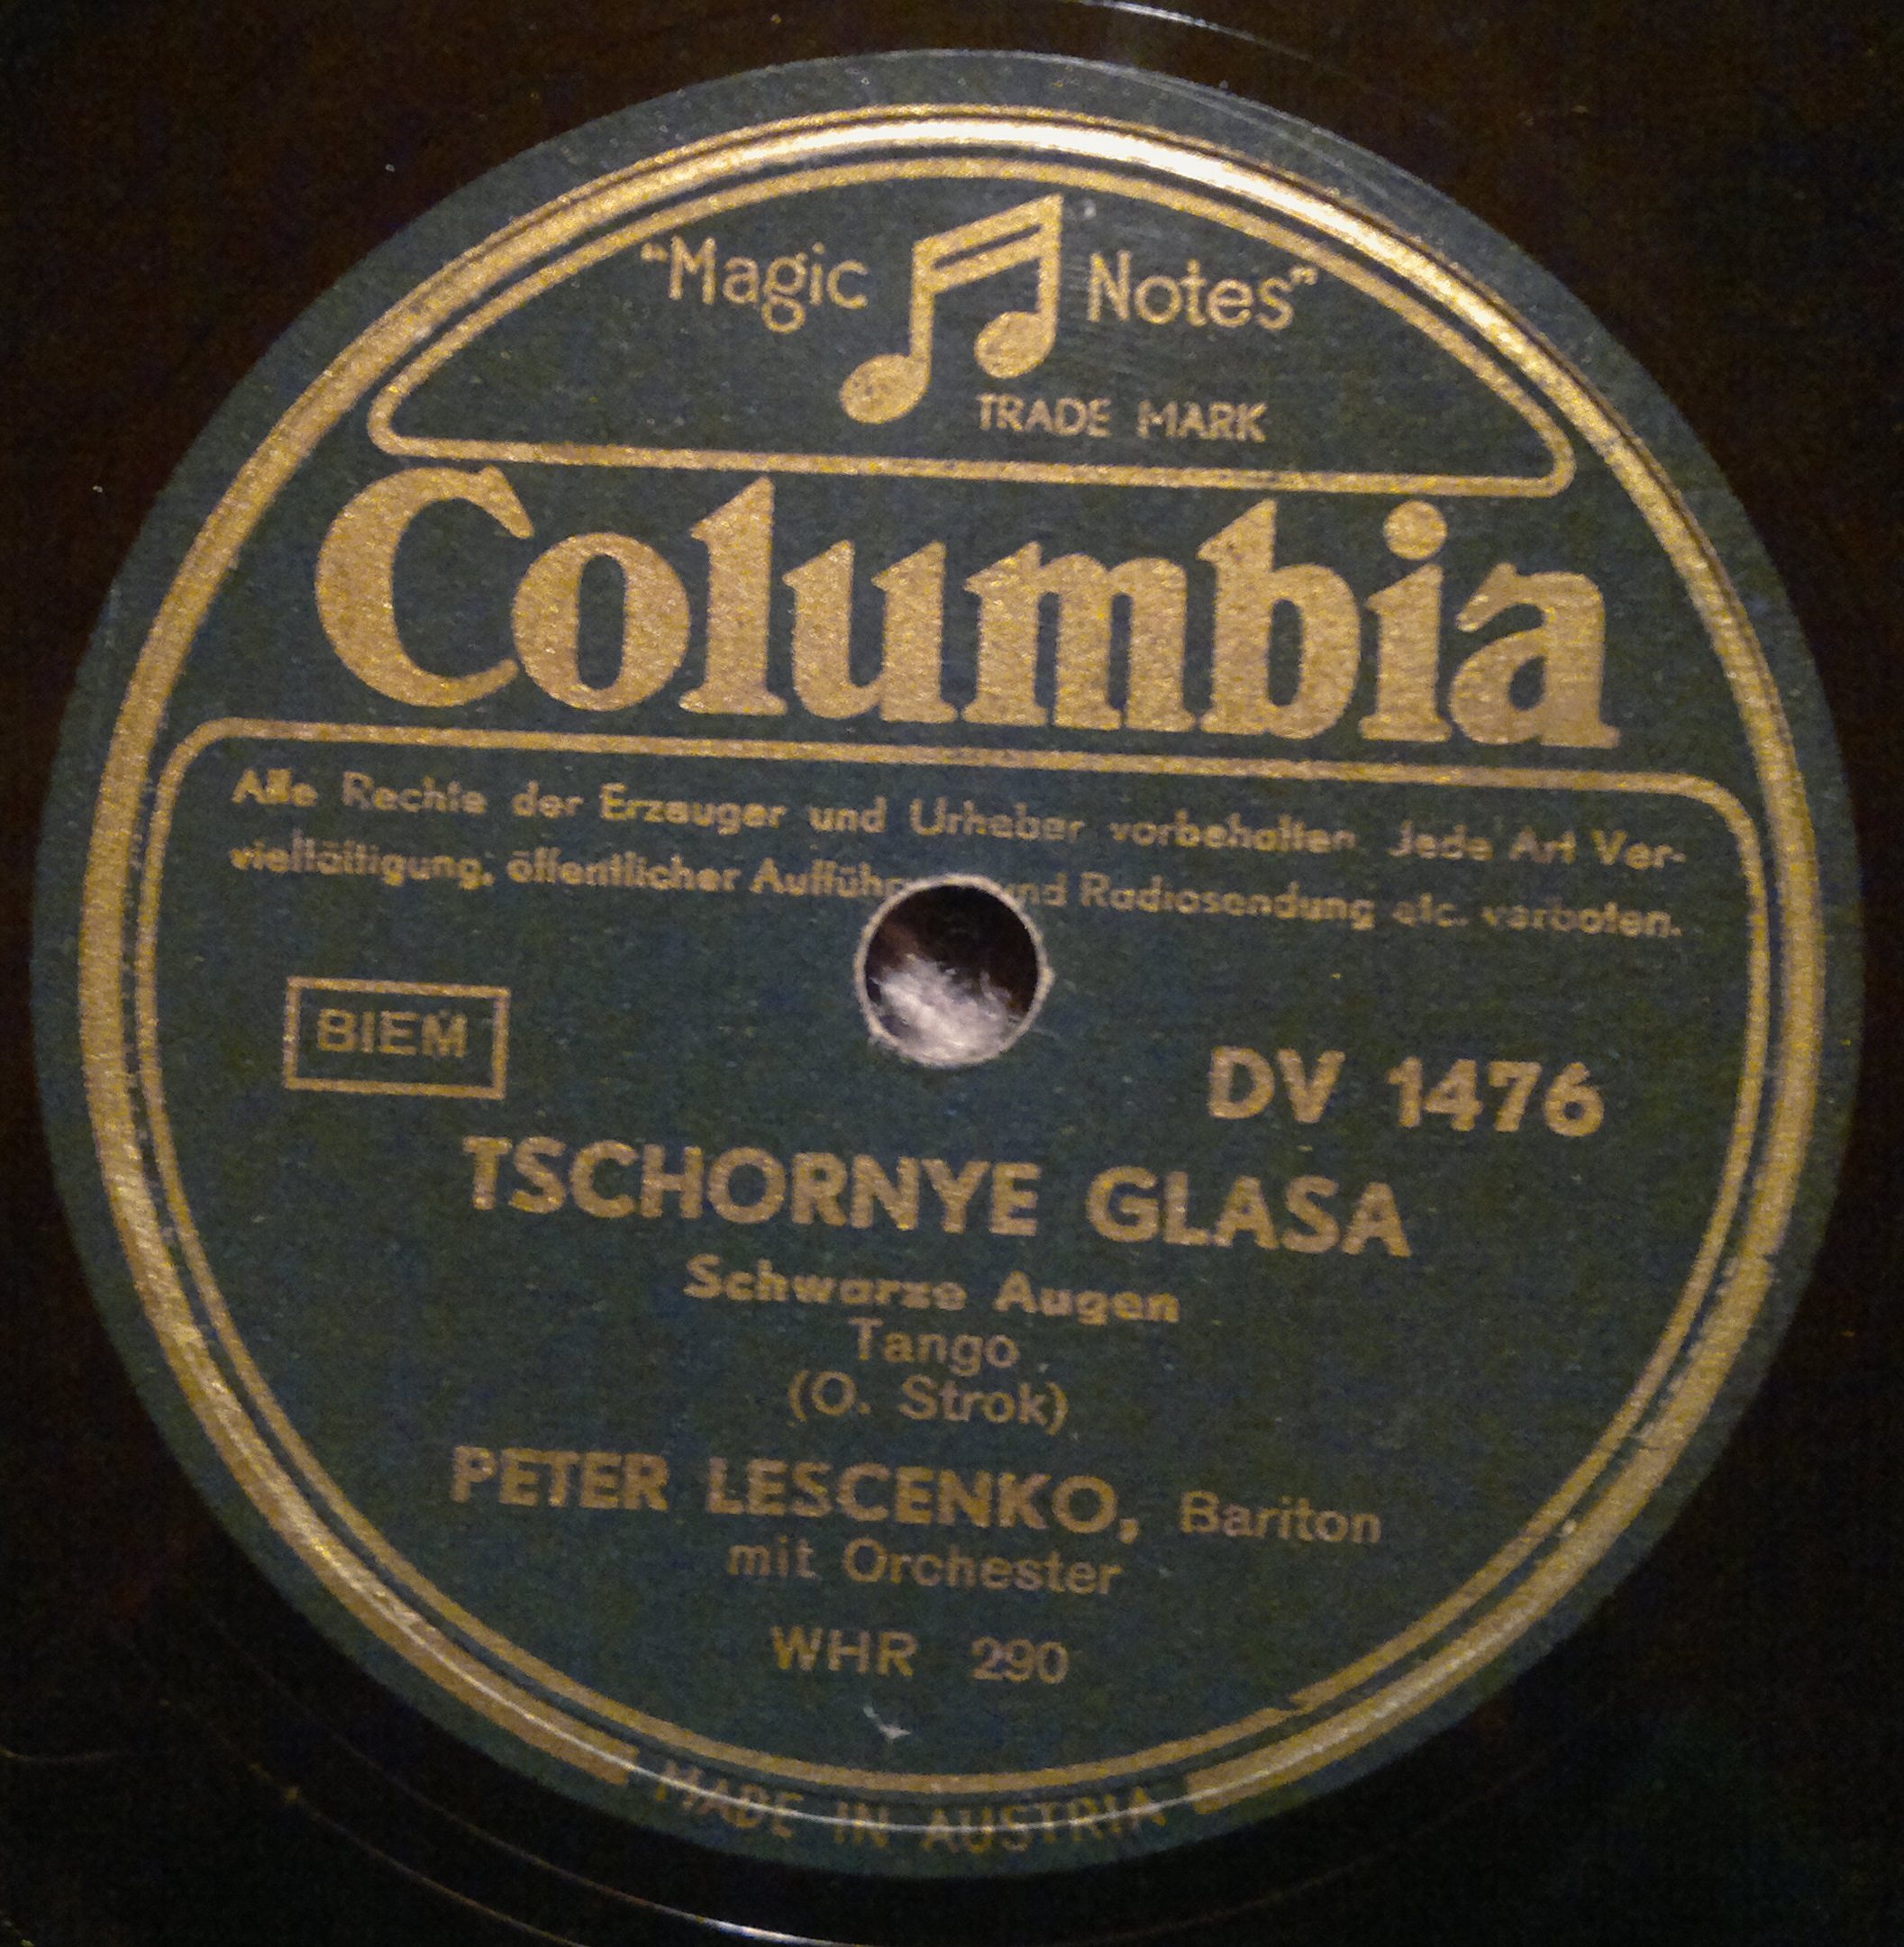 "Magic Notes"
TRADE MARK
Columbia
Alle Rechte der Erzeuger und Urheber vorbehalten. Jede Art Ver-
vielfältigung, öffentlicher und Radiosendung etc. verboten.
BIEM
DV 1476
TSCHORNYE GLASA
Schwarze Augen
Tango
(O. Strok)
PETER LESCENKO, Bariton
mit Orchester
WHR 290
MADE IN AUSTRIA